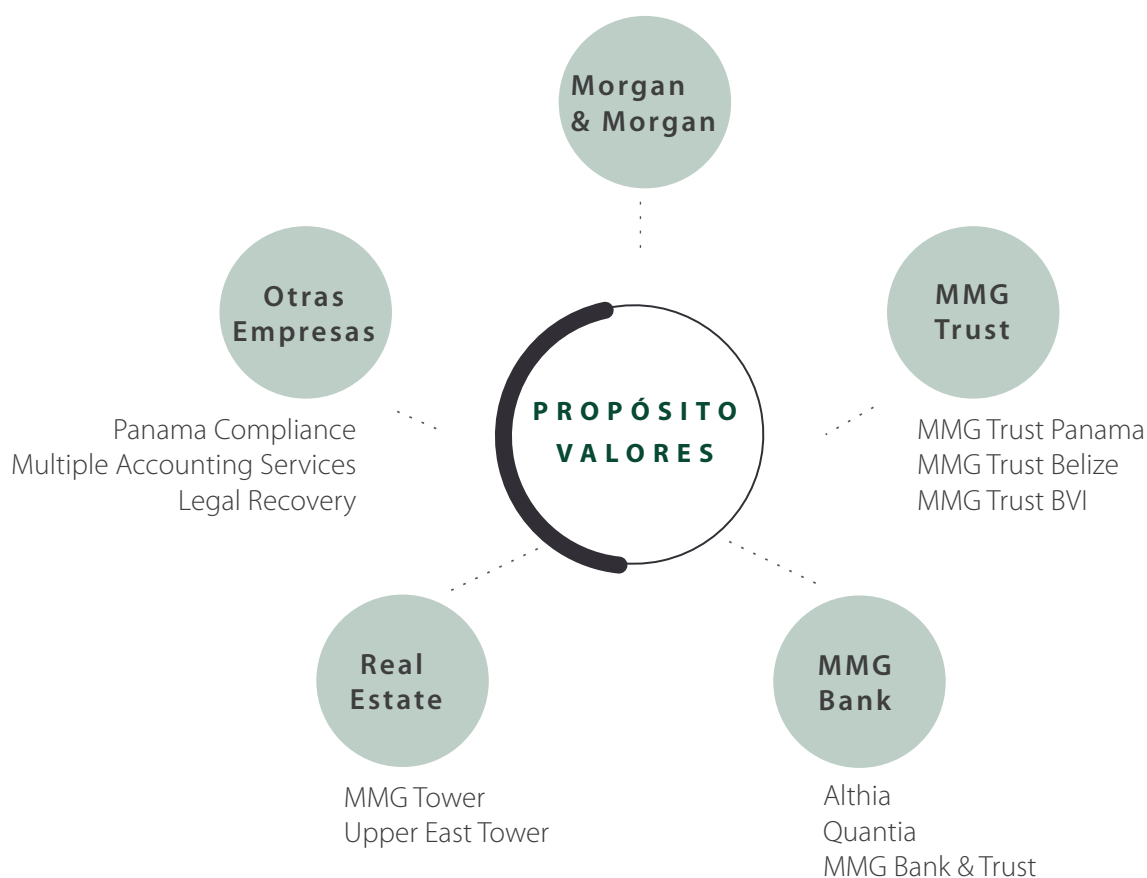 Morgan
& Morgan
Otras
Empresas
Panama Compliance
Multiple Accounting Services
Legal Recovery
MMG
Trust
MMG Trust Panama
MMG Trust Belize
MMG Trust BVI
PROPÓSITO
VALORES
Real
Estate
MMG Tower
Upper East Tower
MMG
Bank
Althia
Quantia
MMG Bank & Trust